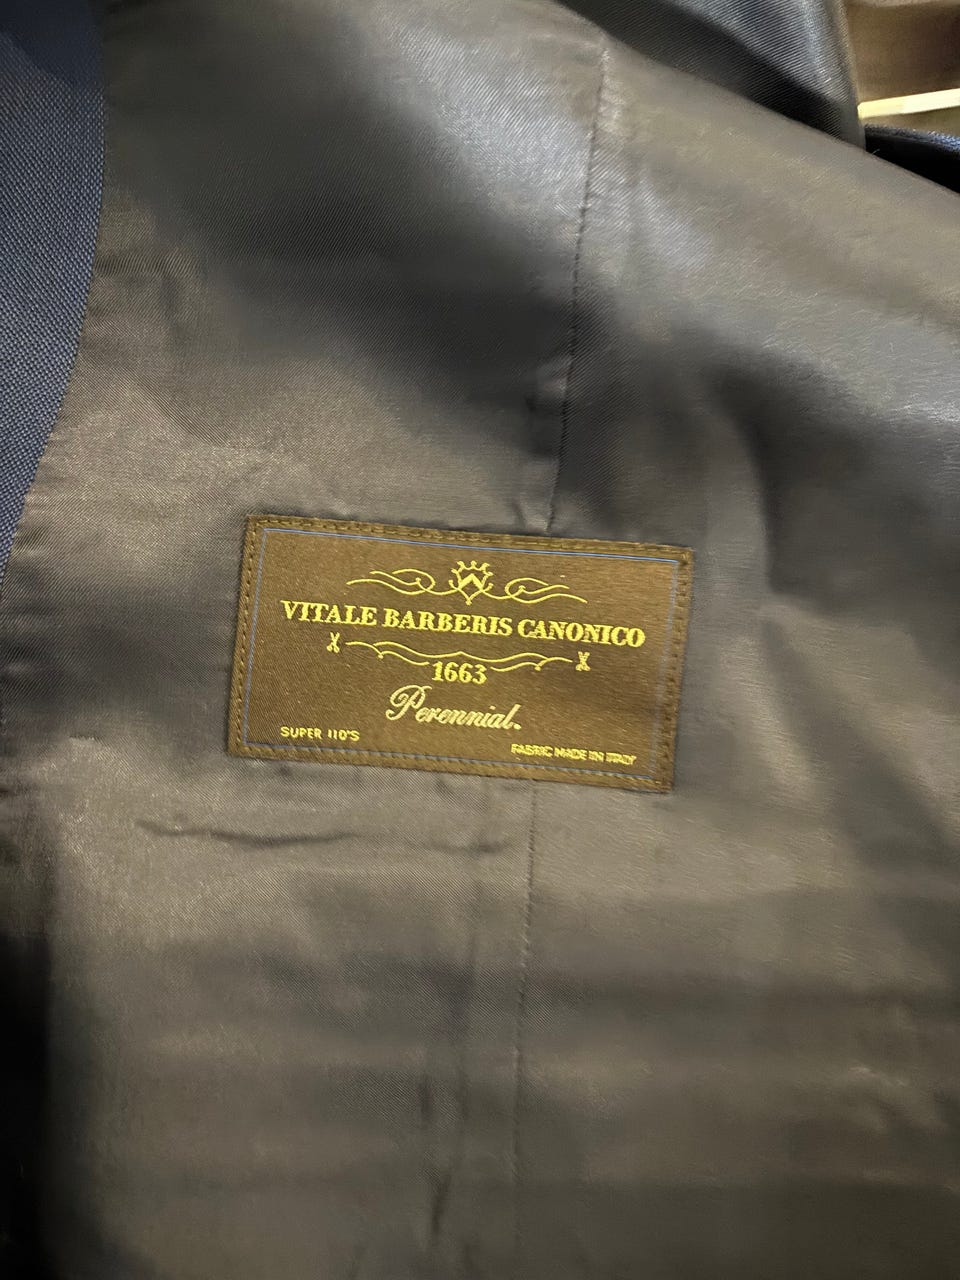 VITALE BARBERIS CANONICO
1663
Perennial.
SUPER 110'S
FABRIC MADE IN ITALY